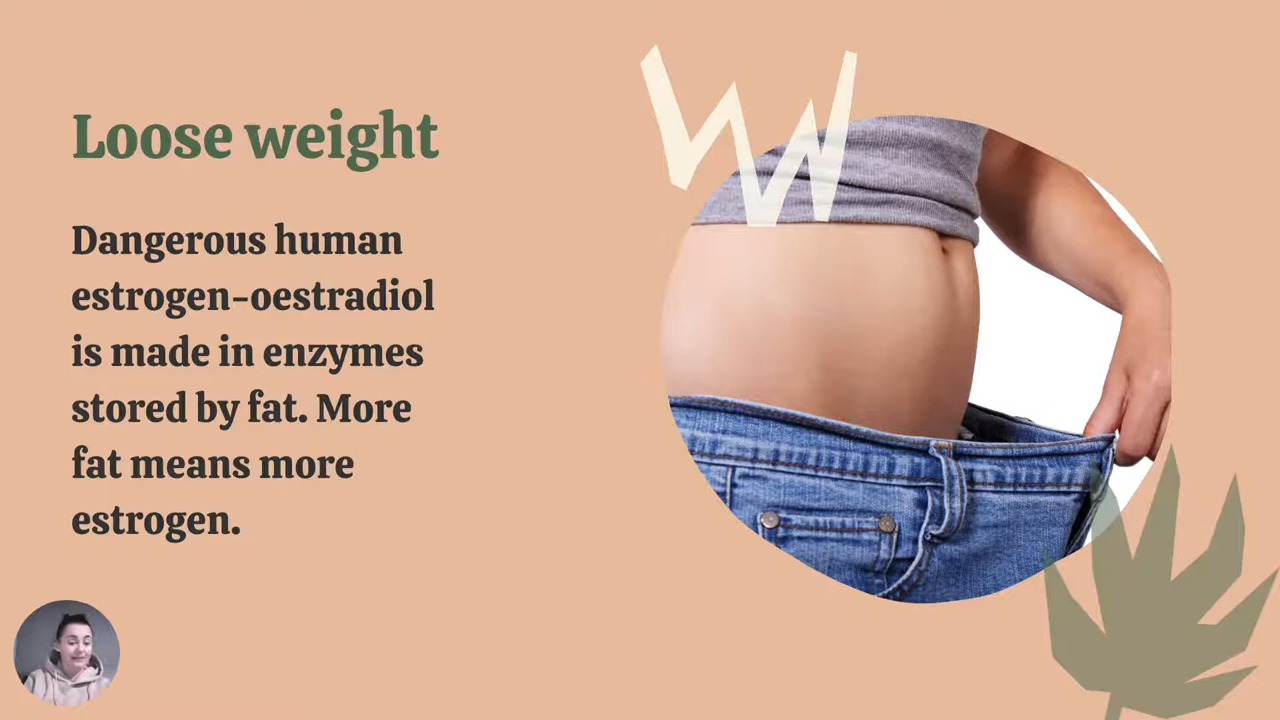 Loose weight
Dangerous human
estrogen-oestradiol
is made in enzymes
stored by fat. More
fat means more
estrogen.